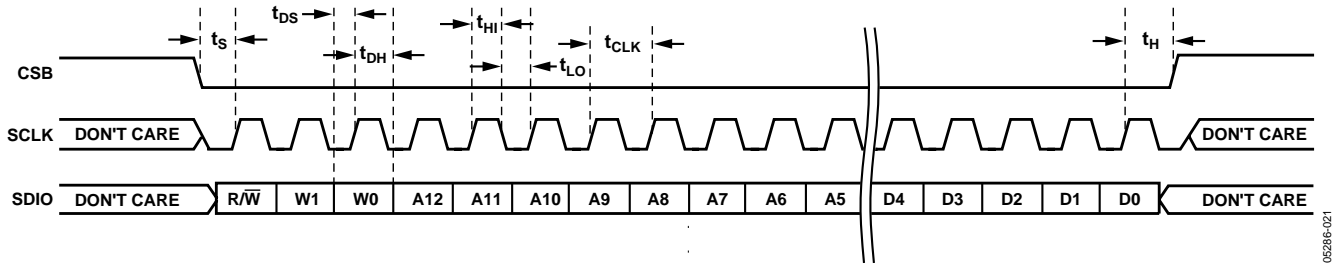 tDS
tHI
tS
tCLK
tH
tDH
tLO
CSB
SCLK DON'T CARE DON'T CARE
SDIO DON'T CARE R/W̅ W1 W0 A12 A11 A10 A9 A8 A7 A6 A5 D4 D3 D2 D1 D0 DON'T CARE
05286-021